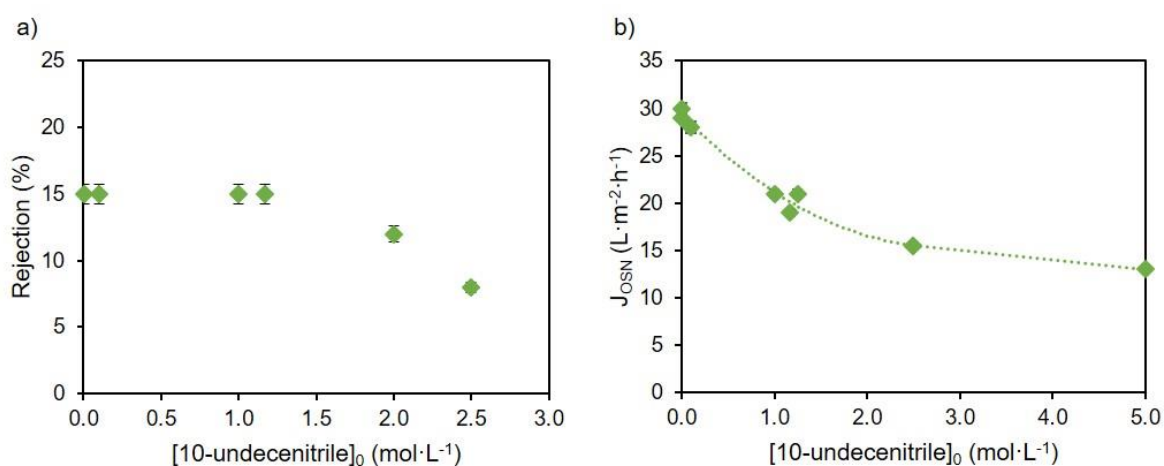 a)
Rejection (%)
25
20
15
10
5
0
0.0 0.5 1.0 1.5 2.0 2.5 3.0
[10-undecenitrile]₀ (mol·L⁻¹)
b)
J_OSN (L·m⁻²·h⁻¹)
35
30
25
20
15
10
5
0
0.0 1.0 2.0 3.0 4.0 5.0
[10-undecenitrile]₀ (mol·L⁻¹)